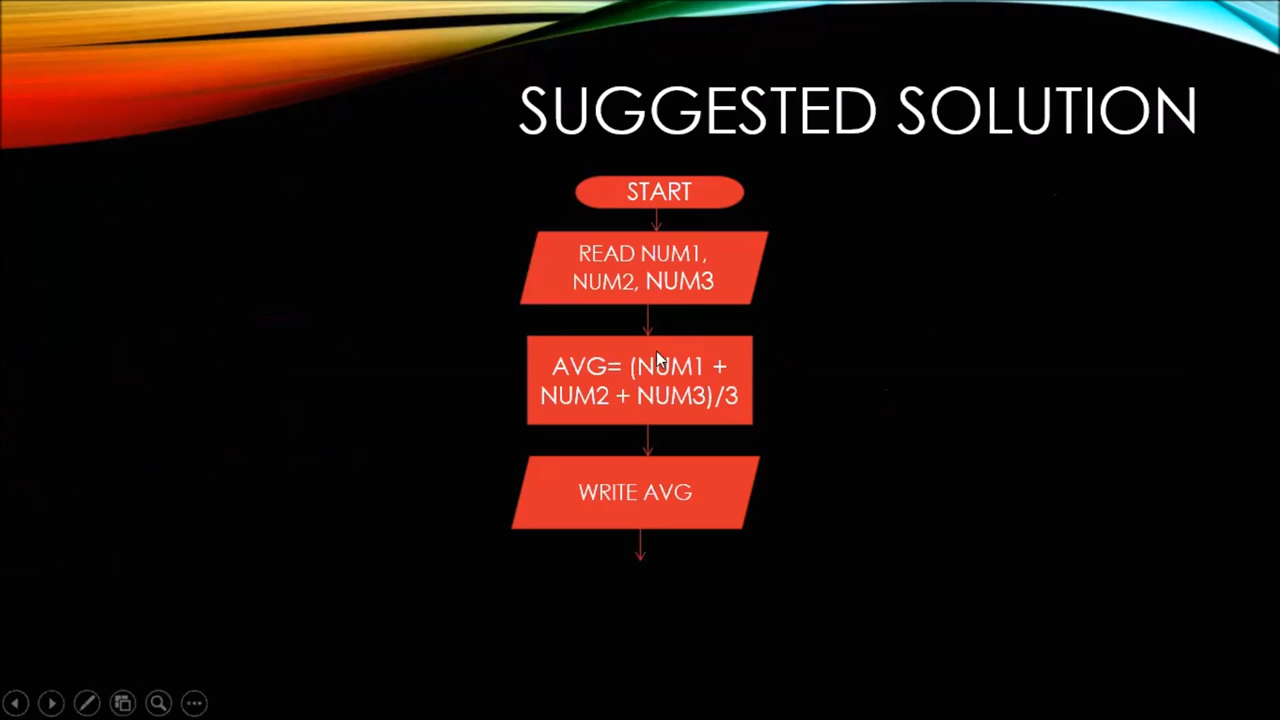 SUGGESTED SOLUTION
START
READ NUM1,
NUM2, NUM3
AVG= (NUM1 +
NUM2 + NUM3)/3
WRITE AVG